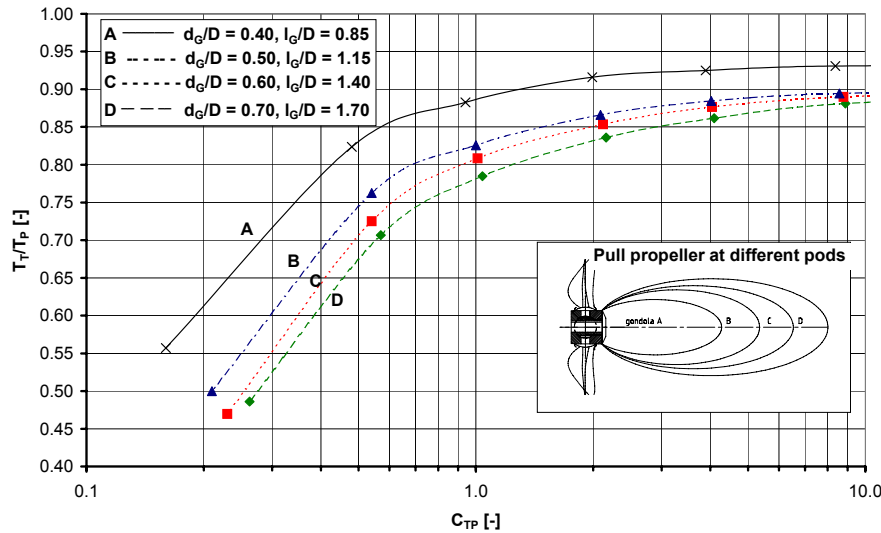 1.00
0.95
0.90
0.85
0.80
0.75
0.70
0.65
0.60
0.55
0.50
0.45
0.40
T_T/T_P [-]
A d_G/D = 0.40, l_G/D = 0.85
B d_G/D = 0.50, l_G/D = 1.15
C d_G/D = 0.60, l_G/D = 1.40
D d_G/D = 0.70, l_G/D = 1.70
A
B
C
D
Pull propeller at different pods
gondola A B C D
0.1 1.0 10.0
C_TP [-]